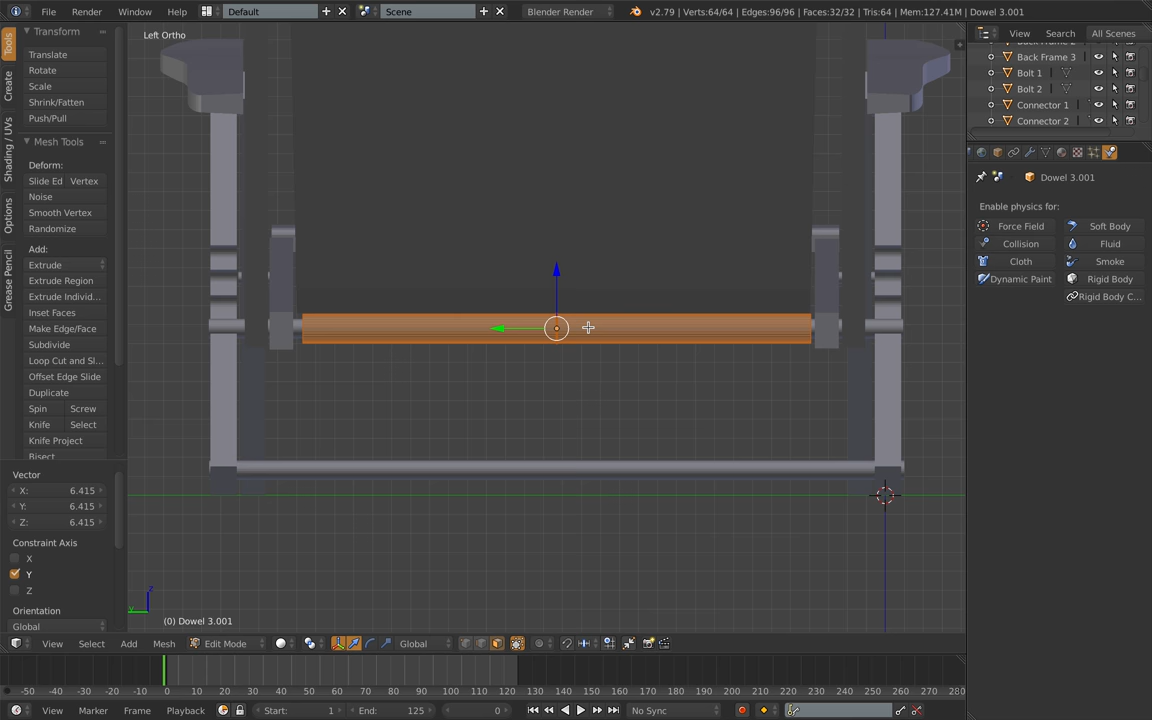 File Render Window Help Default Scene Blender Render v2.79 | Verts:64/64 | Edges:96/96 | Faces:32/32 | Tris:64 | Mem:127.41M | Dowel 3.001
Left Ortho
Tools
Create
Shading / UVs
Options
Grease Pencil
Transform
Translate
Rotate
Scale
Shrink/Fatten
Push/Pull
Mesh Tools
Deform:
Slide Ed Vertex
Noise
Smooth Vertex
Randomize
Add:
Extrude
Extrude Region
Extrude Individ...
Inset Faces
Make Edge/Face
Subdivide
Loop Cut and Sl...
Offset Edge Slide
Duplicate
Spin Screw
Knife Select
Knife Project
Bisect
Vector
X: 6.415
Y: 6.415
Z: 6.415
Constraint Axis
X
Y
Z
Orientation
Global
z
y
(0) Dowel 3.001
View Select Add Mesh Edit Mode Global
-50 -40 -30 -20 -10 0 10 20 30 40 50 60 70 80 90 100 110 120 130 140 150 160 170 180 190 200 210 220 230 240 250 260 270 280
View Marker Frame Playback Start: 1 End: 125 0 No Sync
View Search All Scenes
Back Frame 2
Back Frame 3
Bolt 1
Bolt 2
Connector 1
Connector 2
Dowel 3.001
Enable physics for:
Force Field Soft Body
Collision Fluid
Cloth Smoke
Dynamic Paint Rigid Body
Rigid Body C...